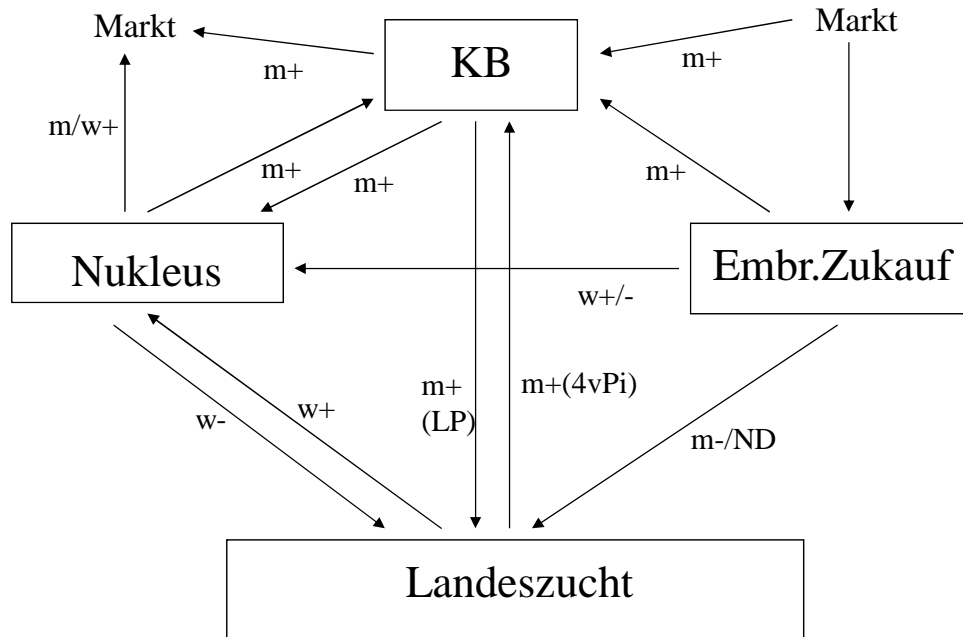 Markt
KB
Markt
m+
m+
m/w+
m+
m+
m+
Nukleus
Embr.Zukauf
w+/-
w-
w+
m+
(LP)
m+(4vPi)
m-/ND
Landeszucht